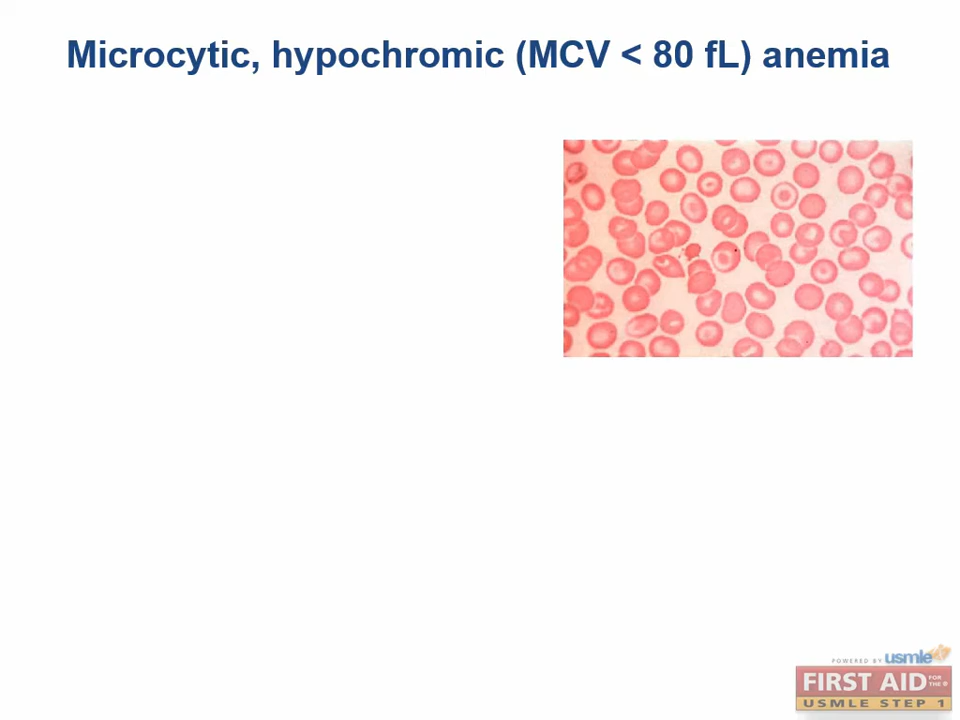 Microcytic, hypochromic (MCV < 80 fL) anemia
POWERED BY usmle
FIRST AID FOR THE ®
USMLE STEP 1